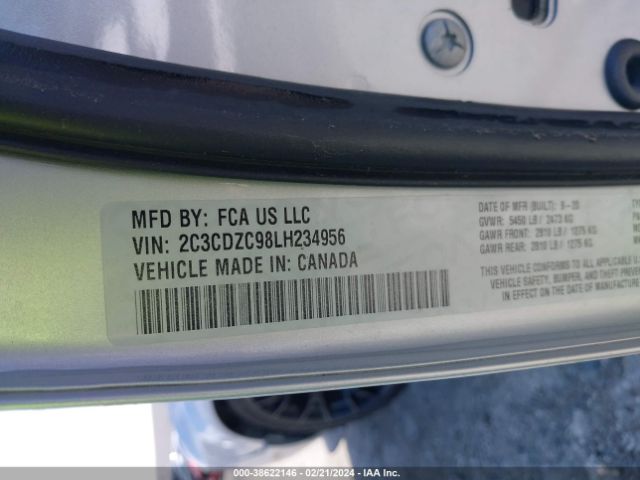 MFD BY: FCA US LLC
VIN: 2C3CDZC98LH234956
VEHICLE MADE IN: CANADA
DATE OF MFR (BUILT): 9-20
GVWR: 5450 LB / 2473 KG
GAWR FRONT: 2810 LB / 1275 KG
GAWR REAR: 2810 LB / 1275 KG
THIS VEHICLE CONFORMS TO ALL APPLICABLE U.S.
VEHICLE SAFETY, BUMPER, AND THEFT
IN EFFECT ON THE DATE OF MANUFACTURE
000-38622146 - 02/21/2024 - IAA Inc.